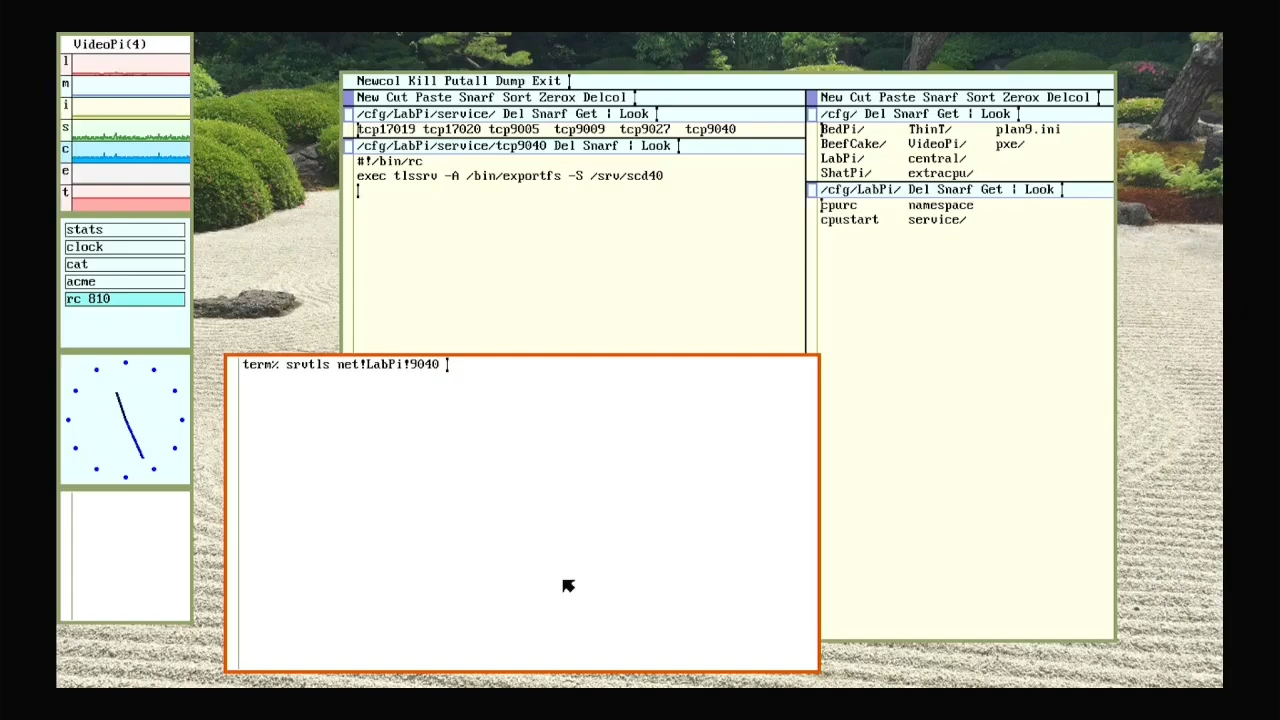 VideoPi(4)
l
m
i
s
c
e
t
stats
clock
cat
acme
rc 810
Newcol Kill Putall Dump Exit
New Cut Paste Snarf Sort Zerox Delcol
/cfg/LabPi/service/ Del Snarf Get | Look
tcp17019 tcp17020 tcp9005 tcp9009 tcp9027 tcp9040
/cfg/LabPi/service/tcp9040 Del Snarf | Look
#!/bin/rc
exec tlssrv -A /bin/exportfs -S /srv/scd40
New Cut Paste Snarf Sort Zerox Delcol
/cfg/ Del Snarf Get | Look
BedPi/ ThinT/ plan9.ini
BeefCake/ VideoPi/ pxe/
LabPi/ central/
ShatPi/ extracpu/
/cfg/LabPi/ Del Snarf Get | Look
cpurc namespace
cpustart service/
term% srvtls net!LabPi!9040